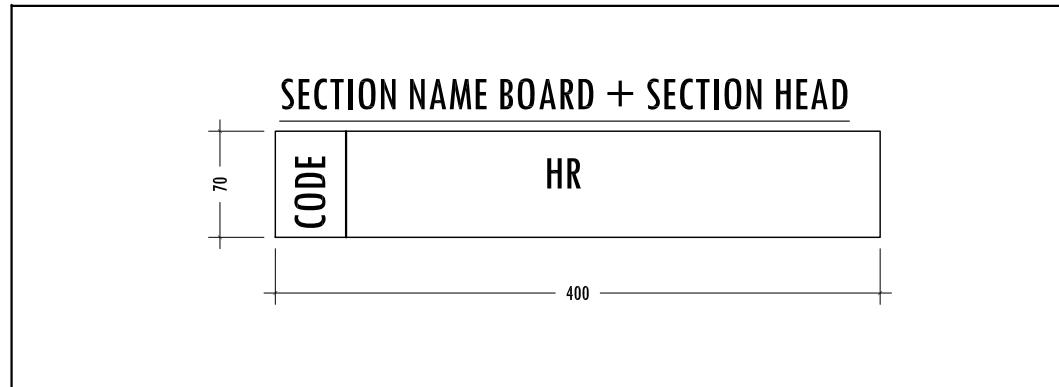 SECTION NAME BOARD + SECTION HEAD
70
CODE
HR
400